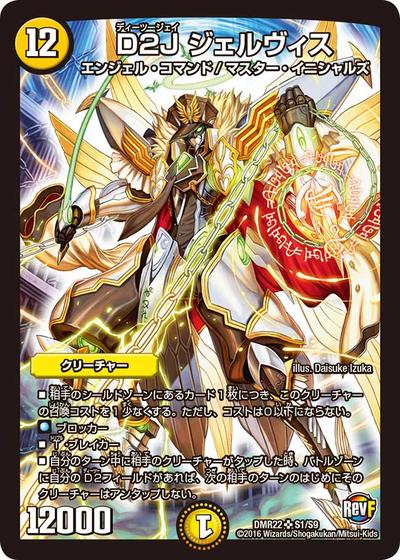 12
ディーツージェイ
D2J ジェルヴィス
エンジェル・コマンド/マスター・イニシャルズ
illus. Daisuke Izuka
クリーチャー
■相手のシールドゾーンにあるカード1枚につき、このクリーチャー
の召喚コストを1少なくする。ただし、コストは0以下にならない。
ブロッカー
■T・ブレイカー
■自分のターン中に相手のクリーチャーがタップした時、バトルゾーン
に自分のD2フィールドがあれば、次の相手のターンのはじめにその
クリーチャーはアンタップしない。
12000
1
RevF
DMR22 S1/S9
©2016 Wizards/Shogakukan/Mitsui-Kids